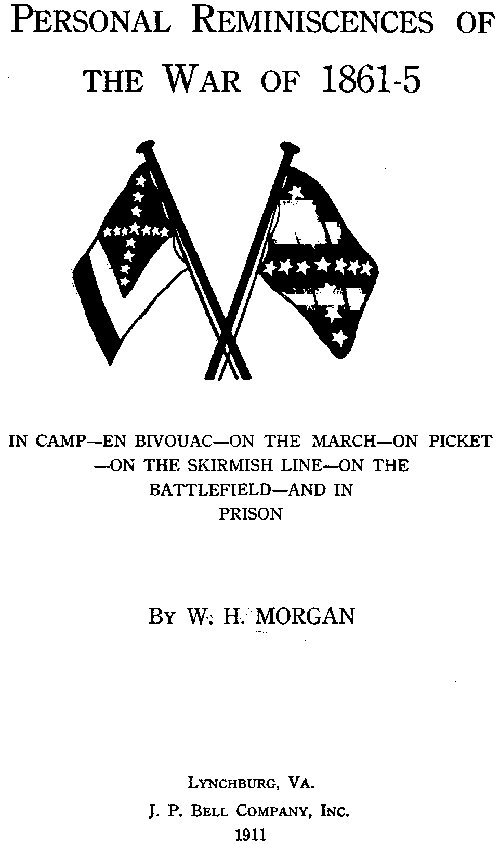 PERSONAL REMINISCENCES OF
THE WAR OF 1861-5
IN CAMP—EN BIVOUAC—ON THE MARCH—ON PICKET
—ON THE SKIRMISH LINE—ON THE
BATTLEFIELD—AND IN
PRISON
BY W. H. MORGAN
LYNCHBURG, VA.
J. P. BELL COMPANY, INC.
1911